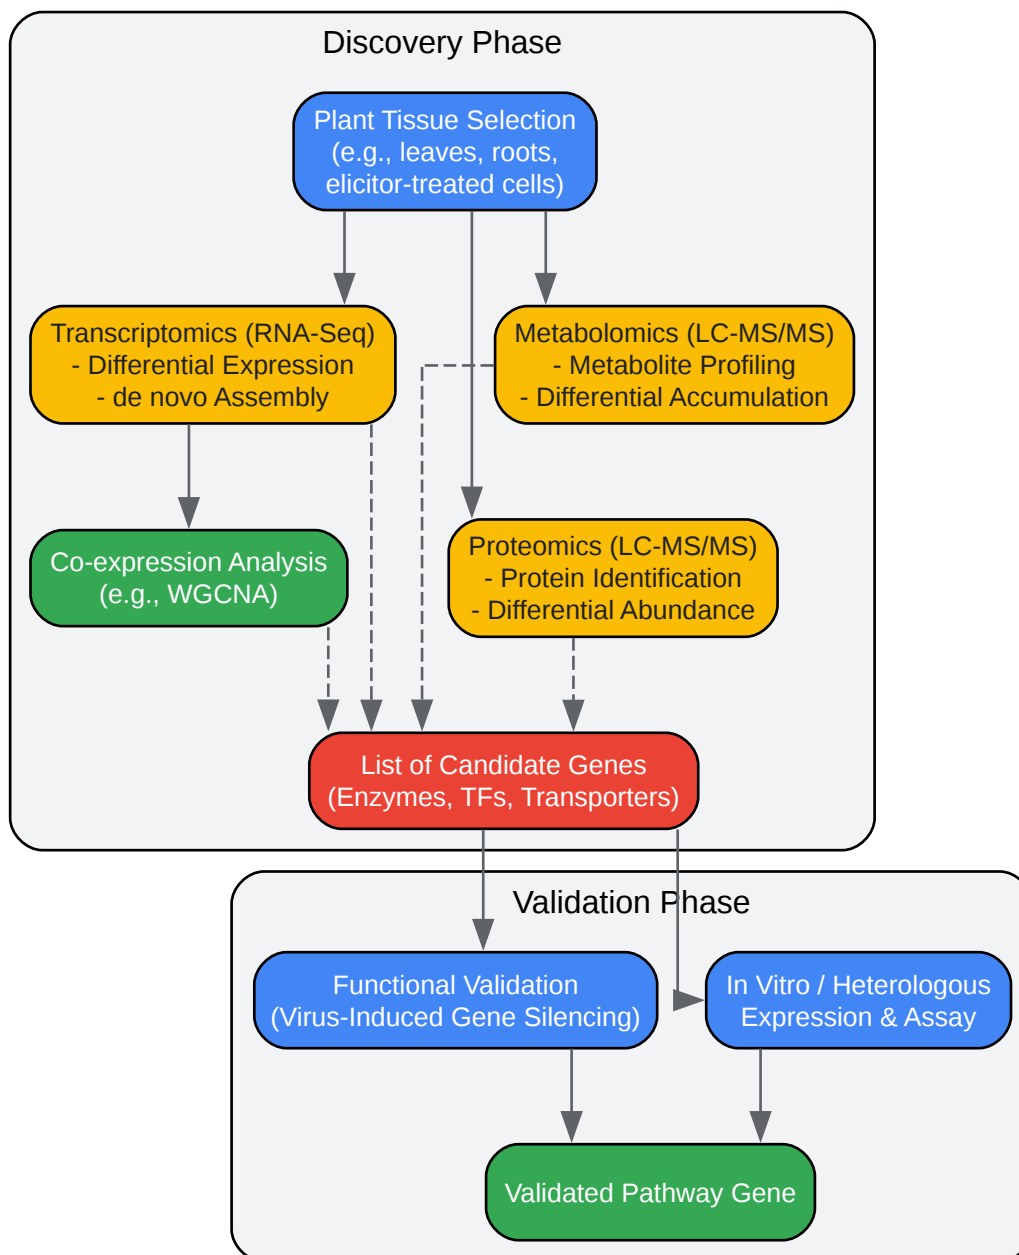 Discovery Phase
Plant Tissue Selection
(e.g., leaves, roots,
elicitor-treated cells)
Transcriptomics (RNA-Seq)
- Differential Expression
- de novo Assembly
Metabolomics (LC-MS/MS)
- Metabolite Profiling
- Differential Accumulation
Co-expression Analysis
(e.g., WGCNA)
Proteomics (LC-MS/MS)
- Protein Identification
- Differential Abundance
List of Candidate Genes
(Enzymes, TFs, Transporters)
Validation Phase
Functional Validation
(Virus-Induced Gene Silencing)
In Vitro / Heterologous
Expression & Assay
Validated Pathway Gene